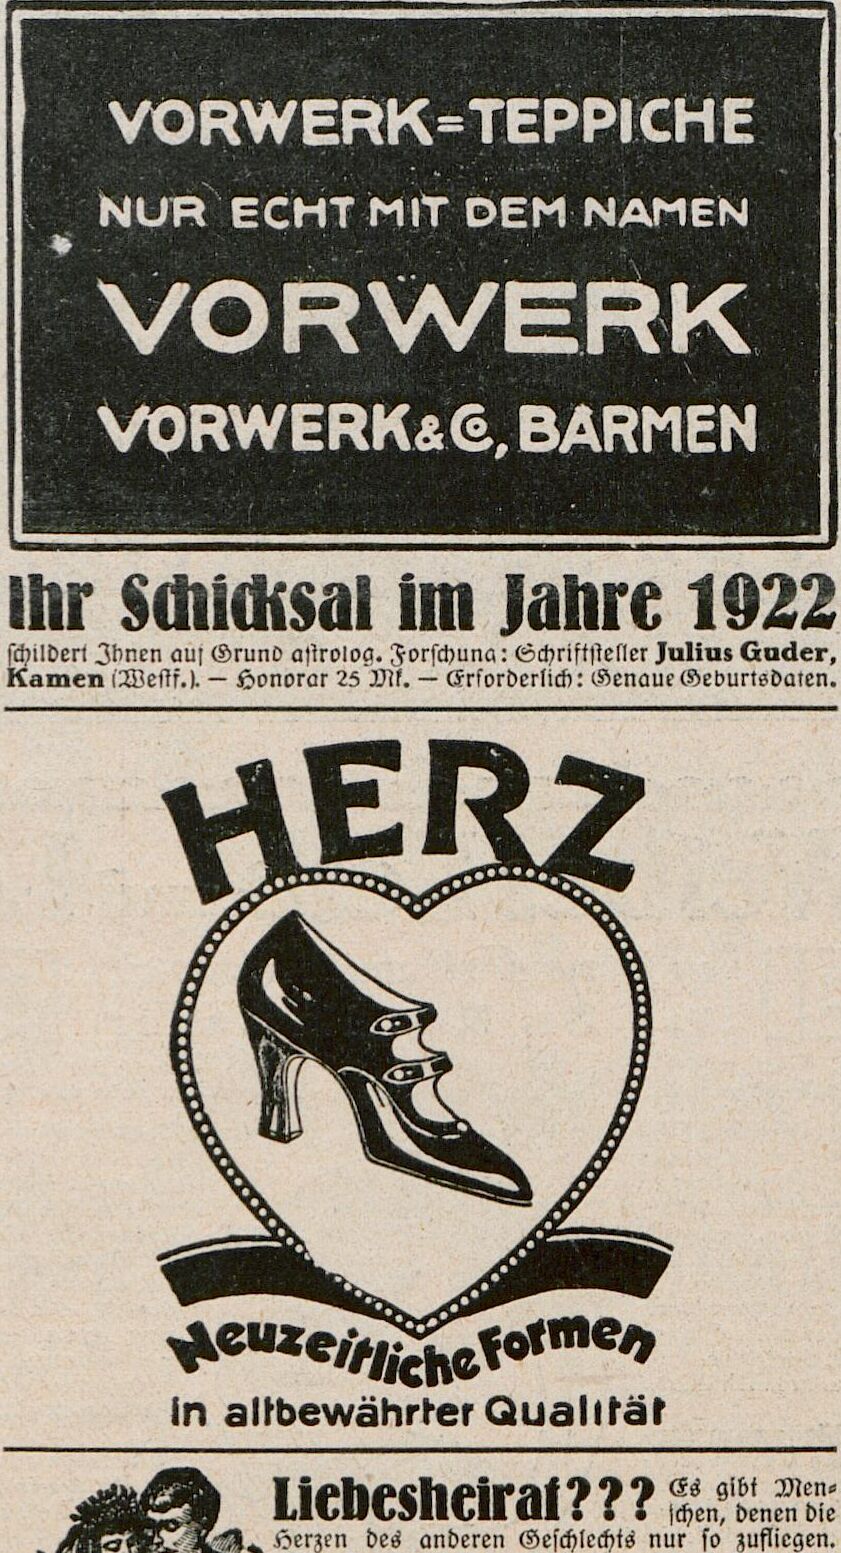 VORWERK=TEPPICHE
NUR ECHT MIT DEM NAMEN
VORWERK
VORWERK & Co, BARMEN
Ihr Schicksal im Jahre 1922
schildert Ihnen auf Grund astrolog. Forschung: Schriftsteller Julius Guder,
Kamen (Westf.). — Honorar 25 Mk. — Erforderlich: Genaue Geburtsdaten.
HERZ
Neuzeitliche Formen
in altbewährter Qualität
Liebesheirat??? Es gibt Men=
schen, denen die
Herzen des anderen Geschlechts nur so zufliegen.